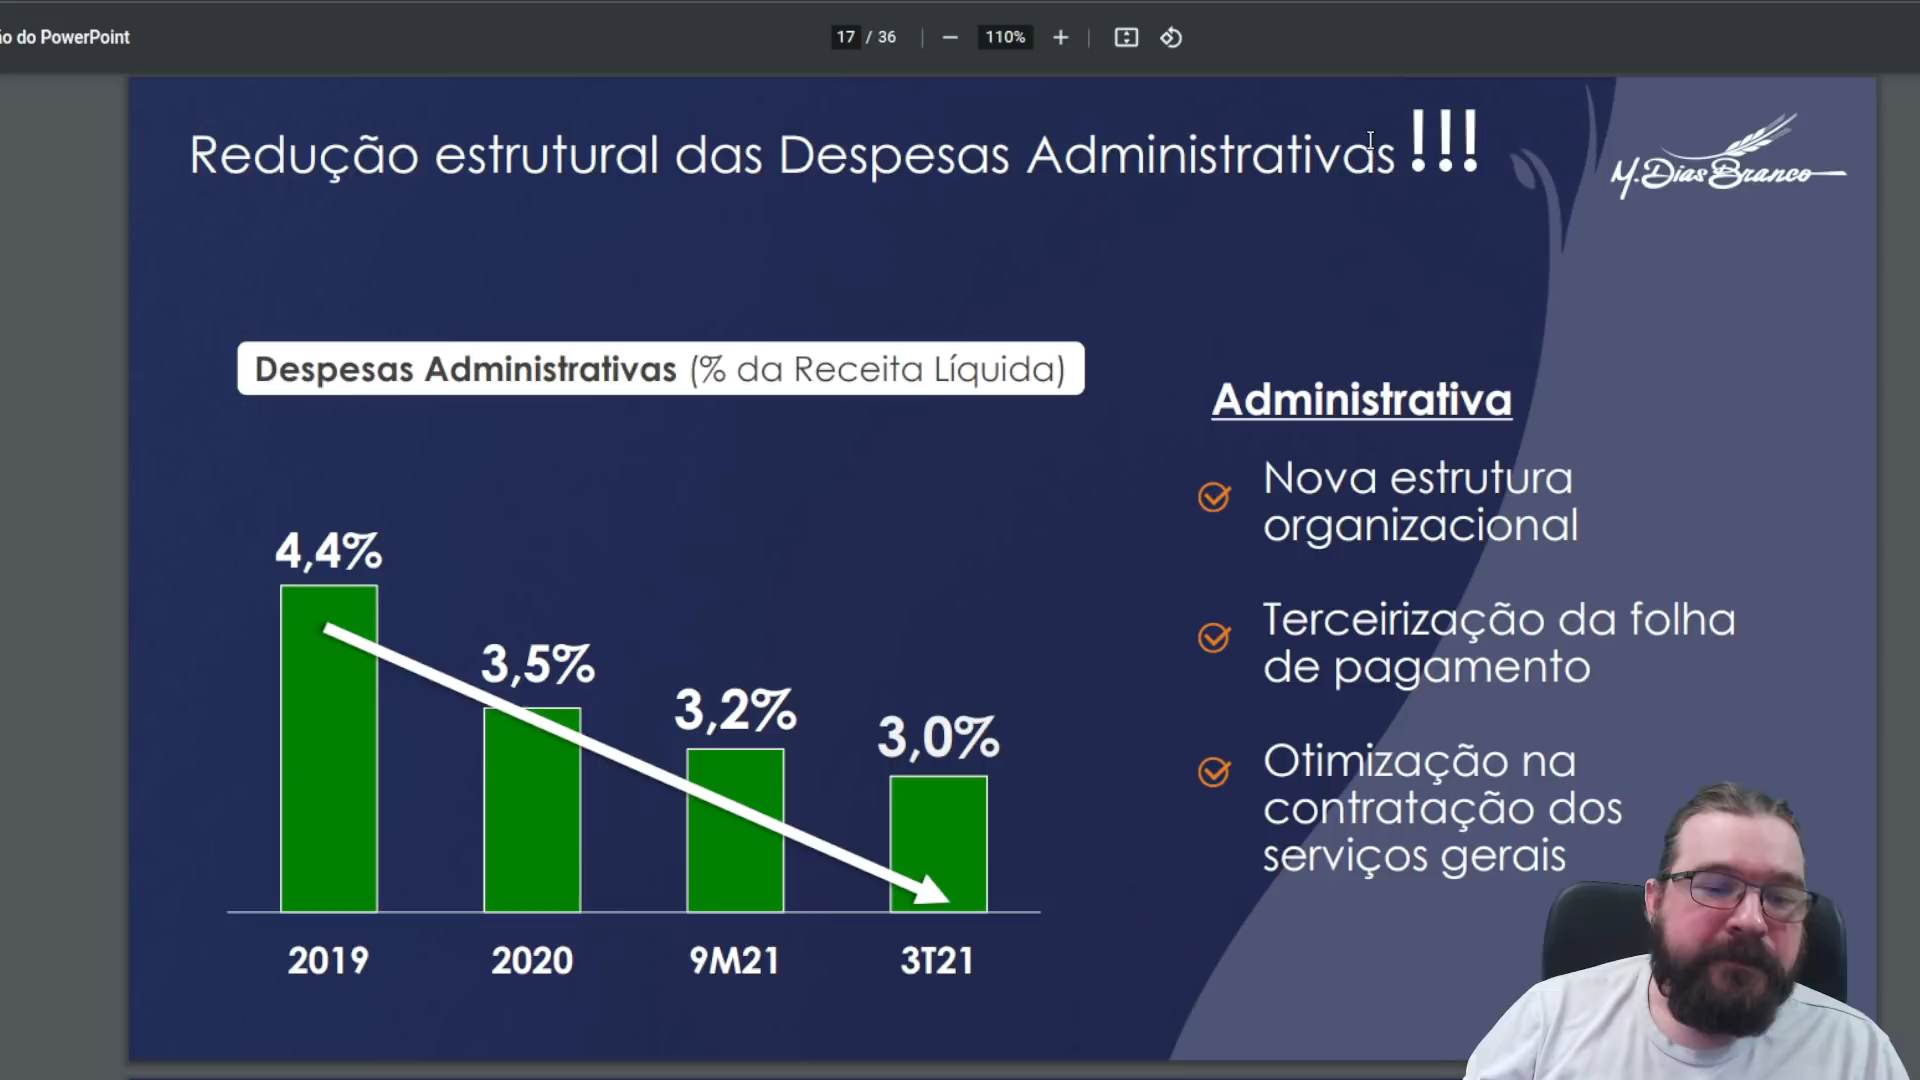 o do PowerPoint
17 / 36
110%
Redução estrutural das Despesas Administrativas !!!
M. Dias Branco
Despesas Administrativas (% da Receita Líquida)
4,4%
3,5%
3,2%
3,0%
2019
2020
9M21
3T21
Administrativa
Nova estrutura
organizacional
Terceirização da folha
de pagamento
Otimização na
contratação dos
serviços gerais